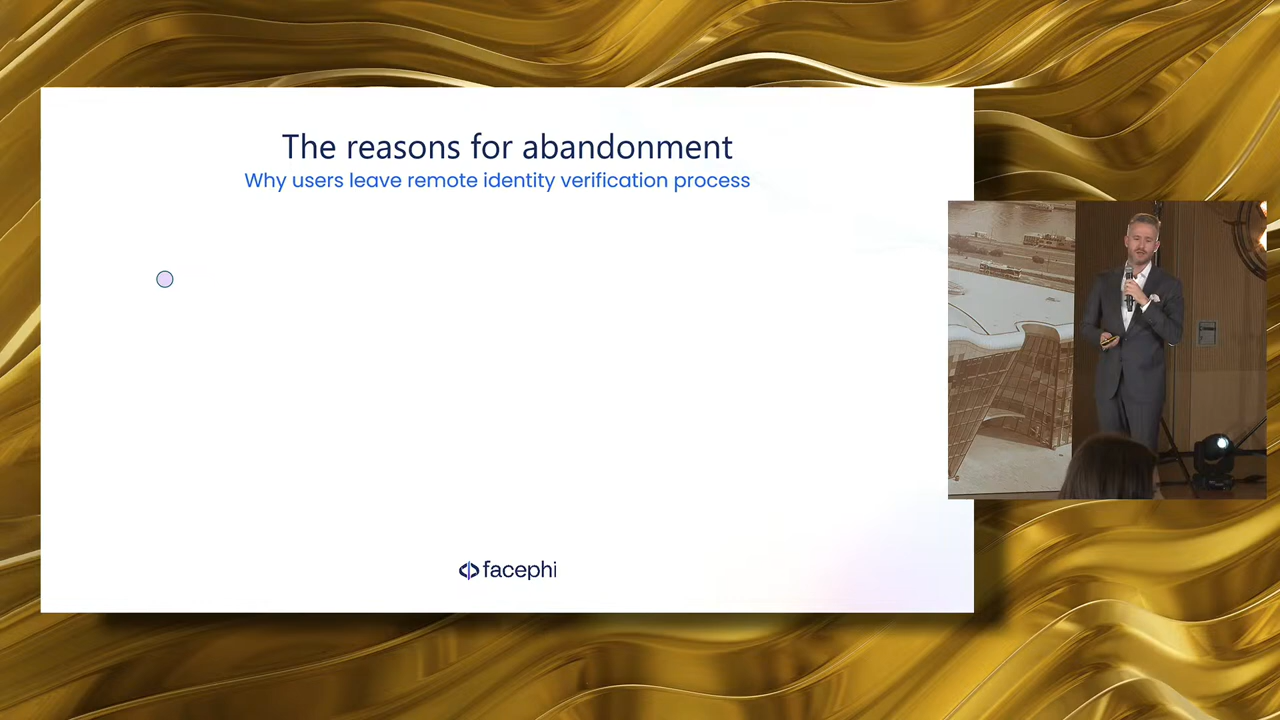 The reasons for abandonment
Why users leave remote identity verification process
facephi